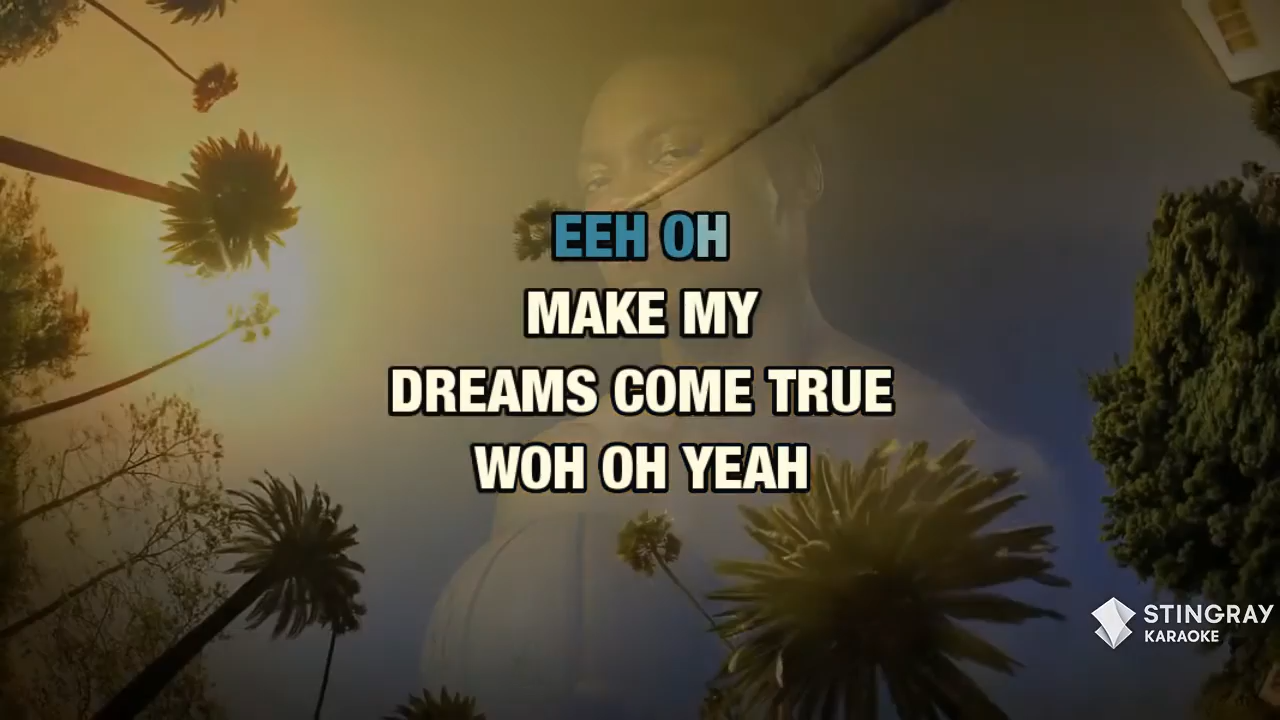 EEH OH
MAKE MY
DREAMS COME TRUE
WOH OH YEAH
STINGRAY
KARAOKE